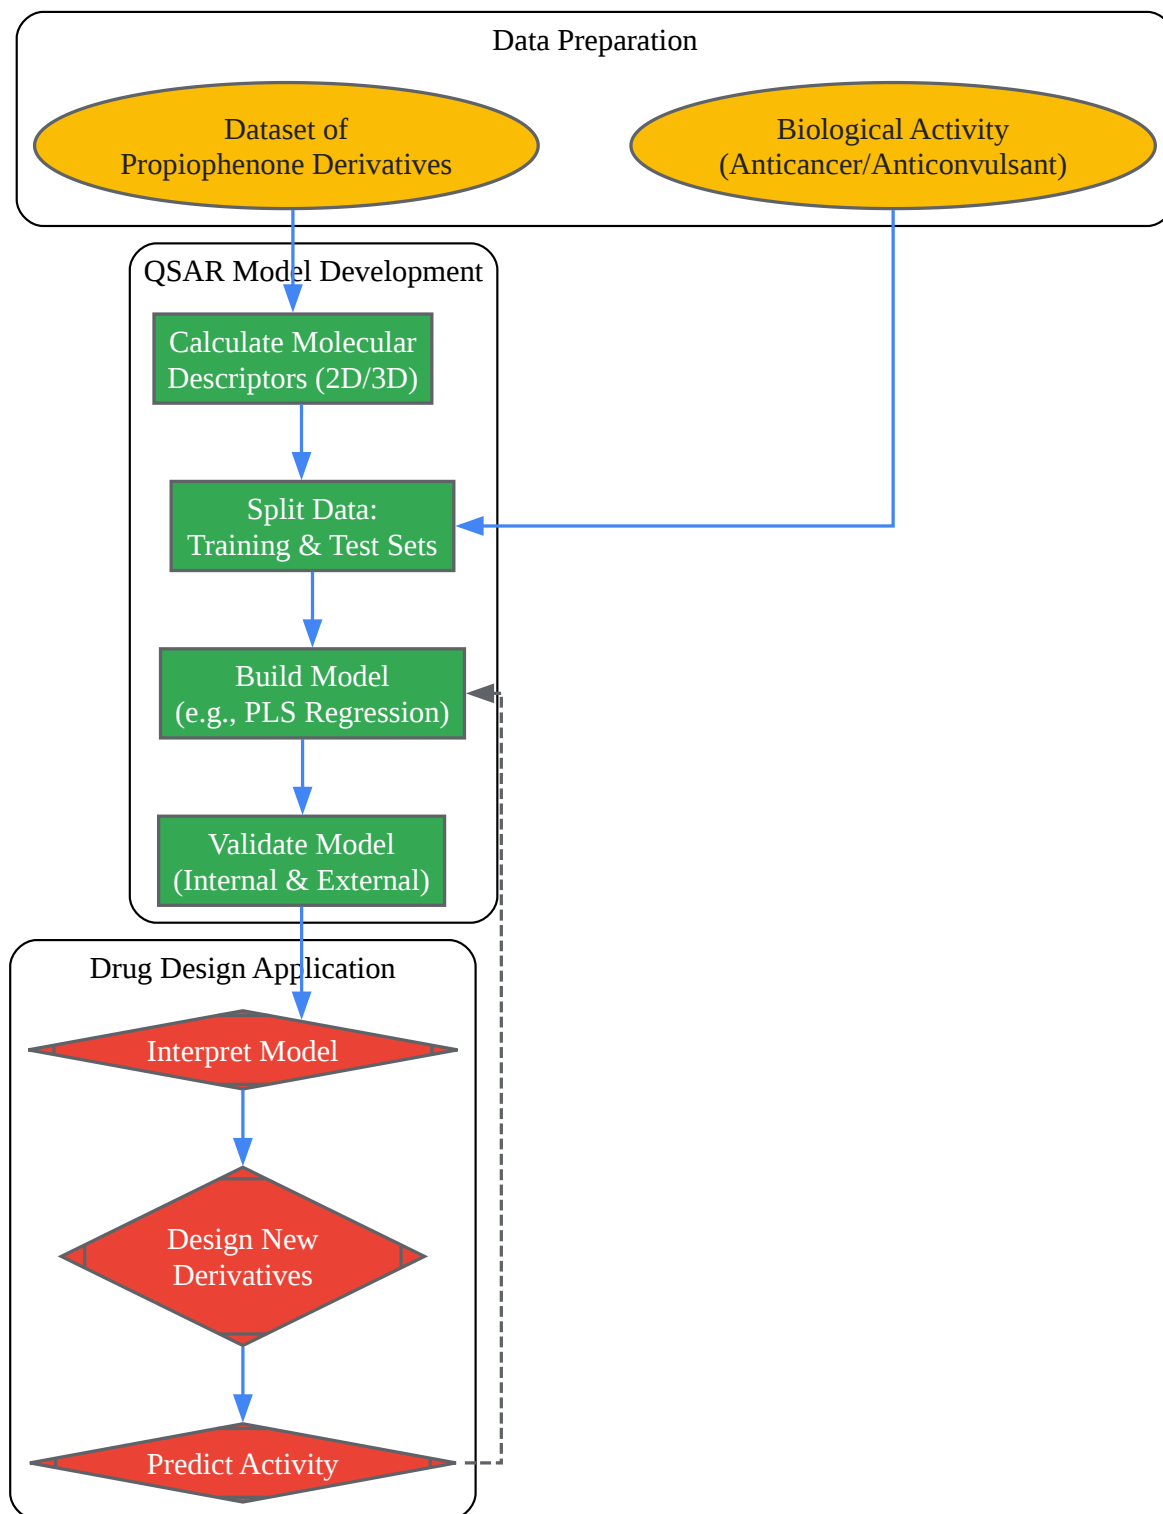 Data Preparation
Dataset of
Propiophenone Derivatives
Biological Activity
(Anticancer/Anticonvulsant)
QSAR Model Development
Calculate Molecular
Descriptors (2D/3D)
Split Data:
Training & Test Sets
Build Model
(e.g., PLS Regression)
Validate Model
(Internal & External)
Drug Design Application
Interpret Model
Design New
Derivatives
Predict Activity